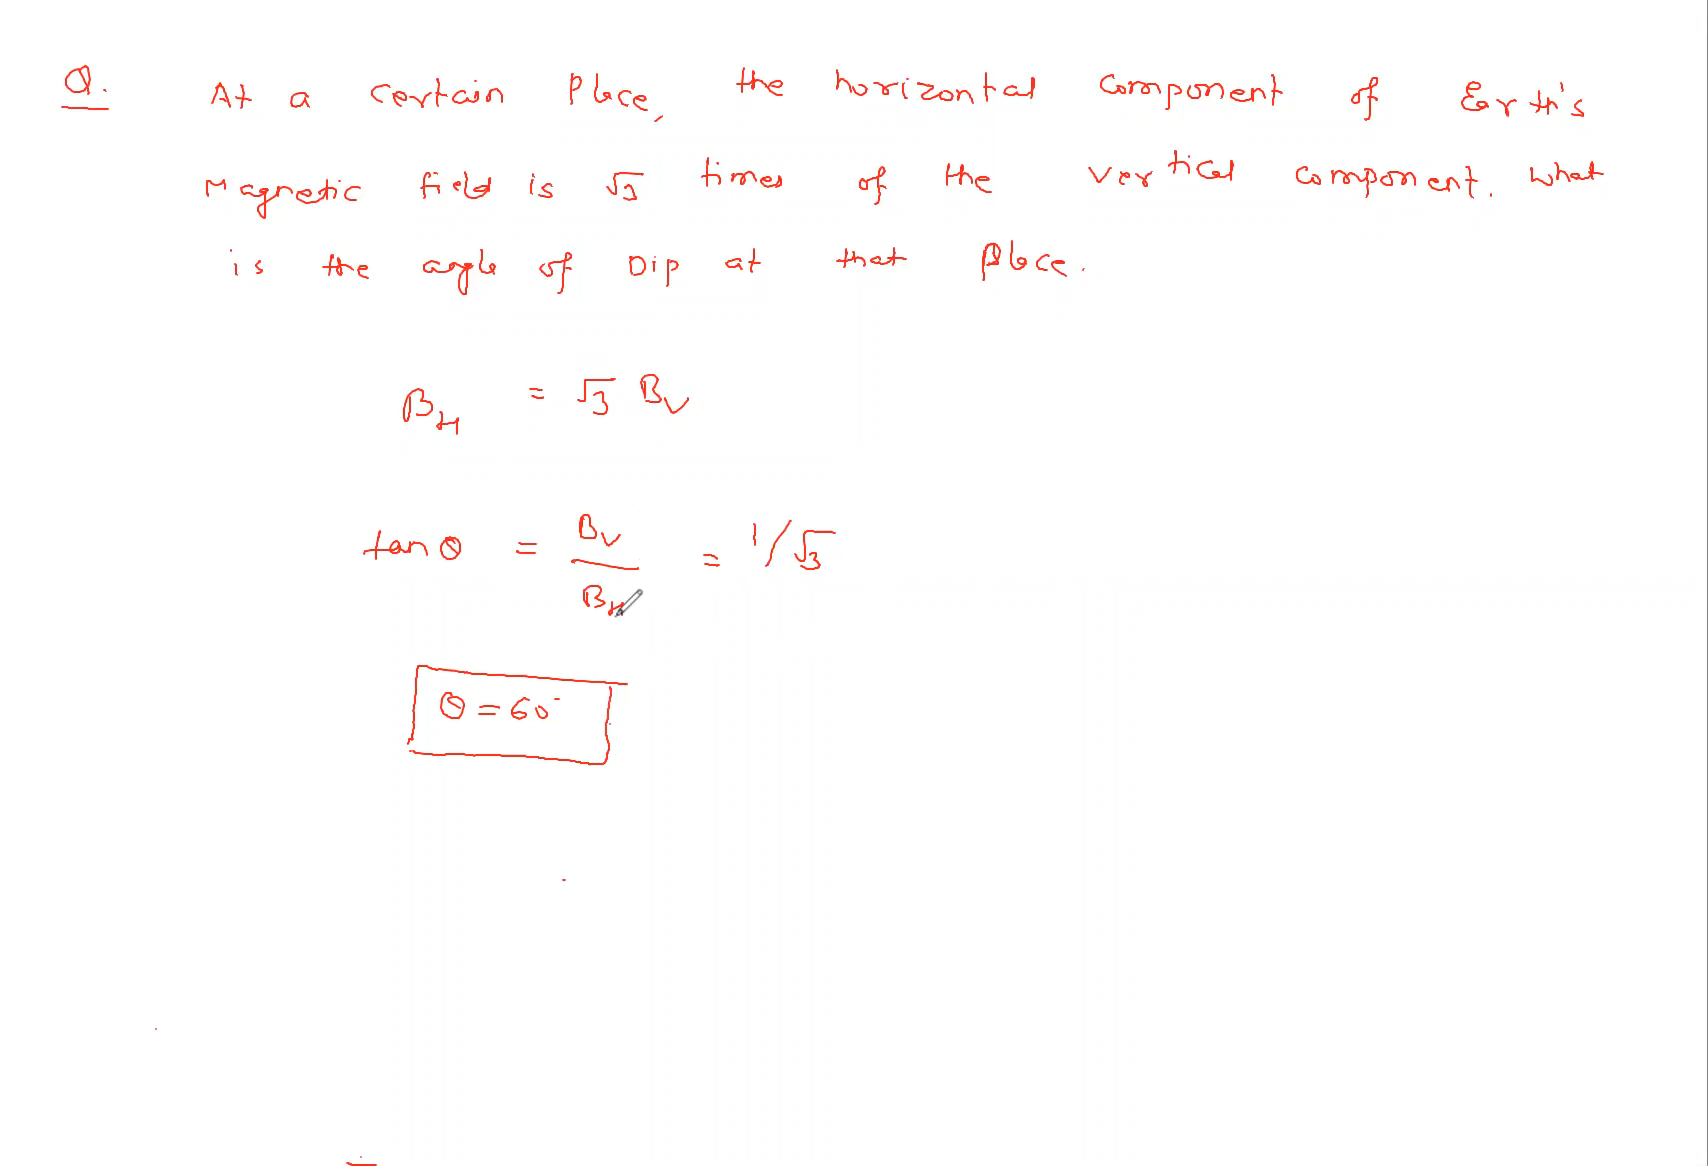 Q. At a certain place, the horizontal component of Earth's
Magnetic field is √3 times of the vertical component. What
is the angle of Dip at that place.
B_H = √3 B_V
tan θ = B_V / B_H = 1/√3
θ = 60°